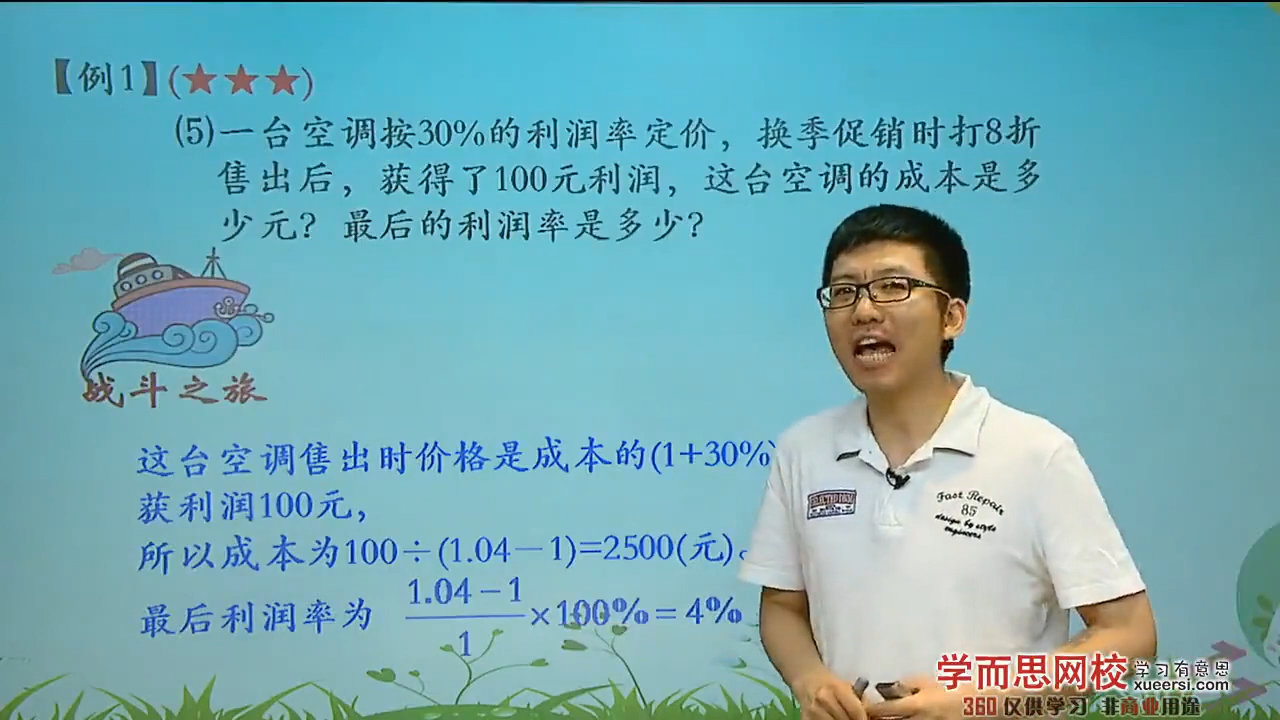 【例1】(★★★)
(5)一台空调按30%的利润率定价，换季促销时打8折
售出后，获得了100元利润，这台空调的成本是多
少元？最后的利润率是多少？
战斗之旅
这台空调售出时价格是成本的(1+30%)
获利润100元，
所以成本为100÷(1.04－1)=2500(元)。
最后利润率为 1.04－1
1
×100%＝4%
Fast Repair
85
design by style
engineers
学而思网校 学习有意思
xueersi.com
360 仅供学习 非商业用途